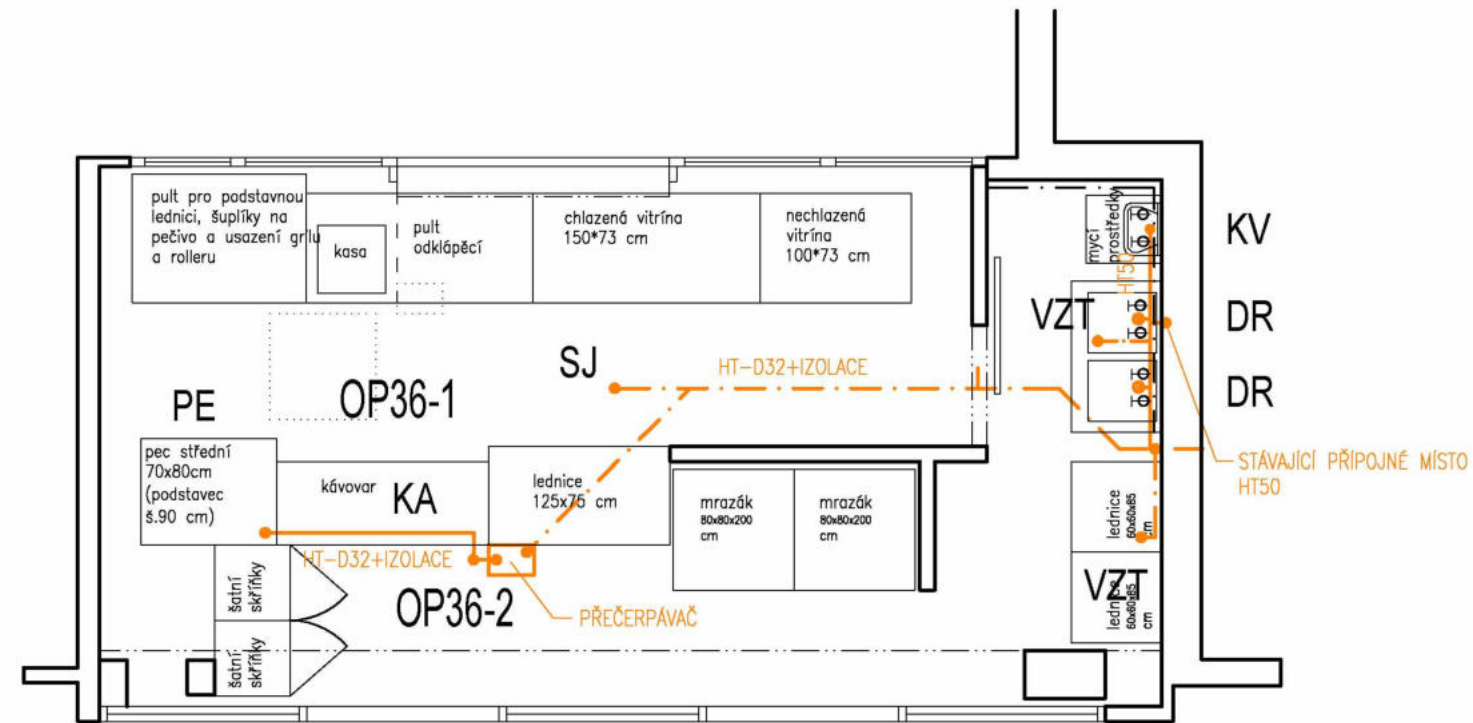 pult pro podstavnou
lednici, šuplíky na
pečivo a usazení grilu
a rolleru
kasa
pult
odklápěcí
chlazená vitrína
150*73 cm
nechlazená
vitrína
100*73 cm
mycí
prostředky
KV
HT50
VZT
DR
DR
SJ
HT-D32+IZOLACE
PE
OP36-1
STÁVAJÍCÍ PŘÍPOJNÉ MÍSTO
HT50
pec střední
70x80cm
(podstavec
š.90 cm)
kávovar
KA
lednice
125x75 cm
mrazák
80x80x200
cm
mrazák
80x80x200
cm
lednice
60x60x85
cm
HT-D32+IZOLACE
šatní
skříňky
OP36-2
PŘEČERPÁVAČ
VZT
lednice
60x60x85
cm
šatní
skříňky